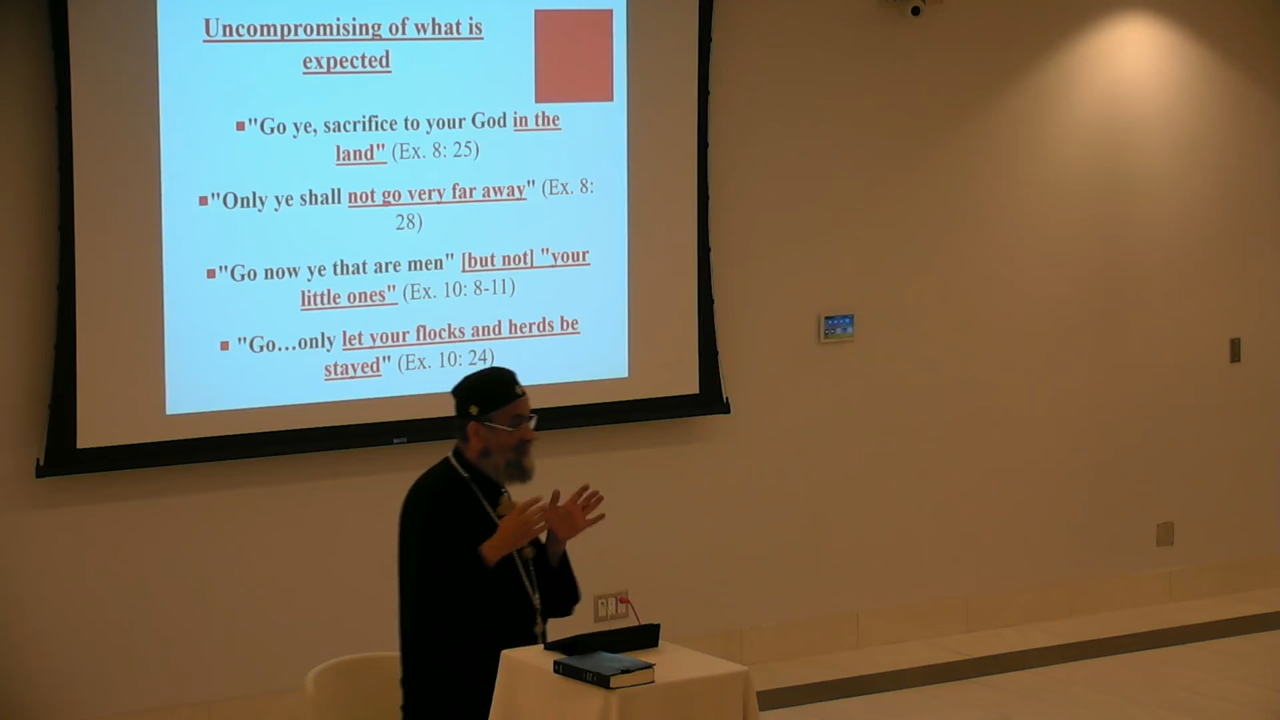 Uncompromising of what is
expected
"Go ye, sacrifice to your God in the
land" (Ex. 8: 25)
"Only ye shall not go very far away" (Ex. 8:
28)
"Go now ye that are men" [but not] "your
little ones" (Ex. 10: 8-11)
"Go…only let your flocks and herds be
stayed" (Ex. 10: 24)